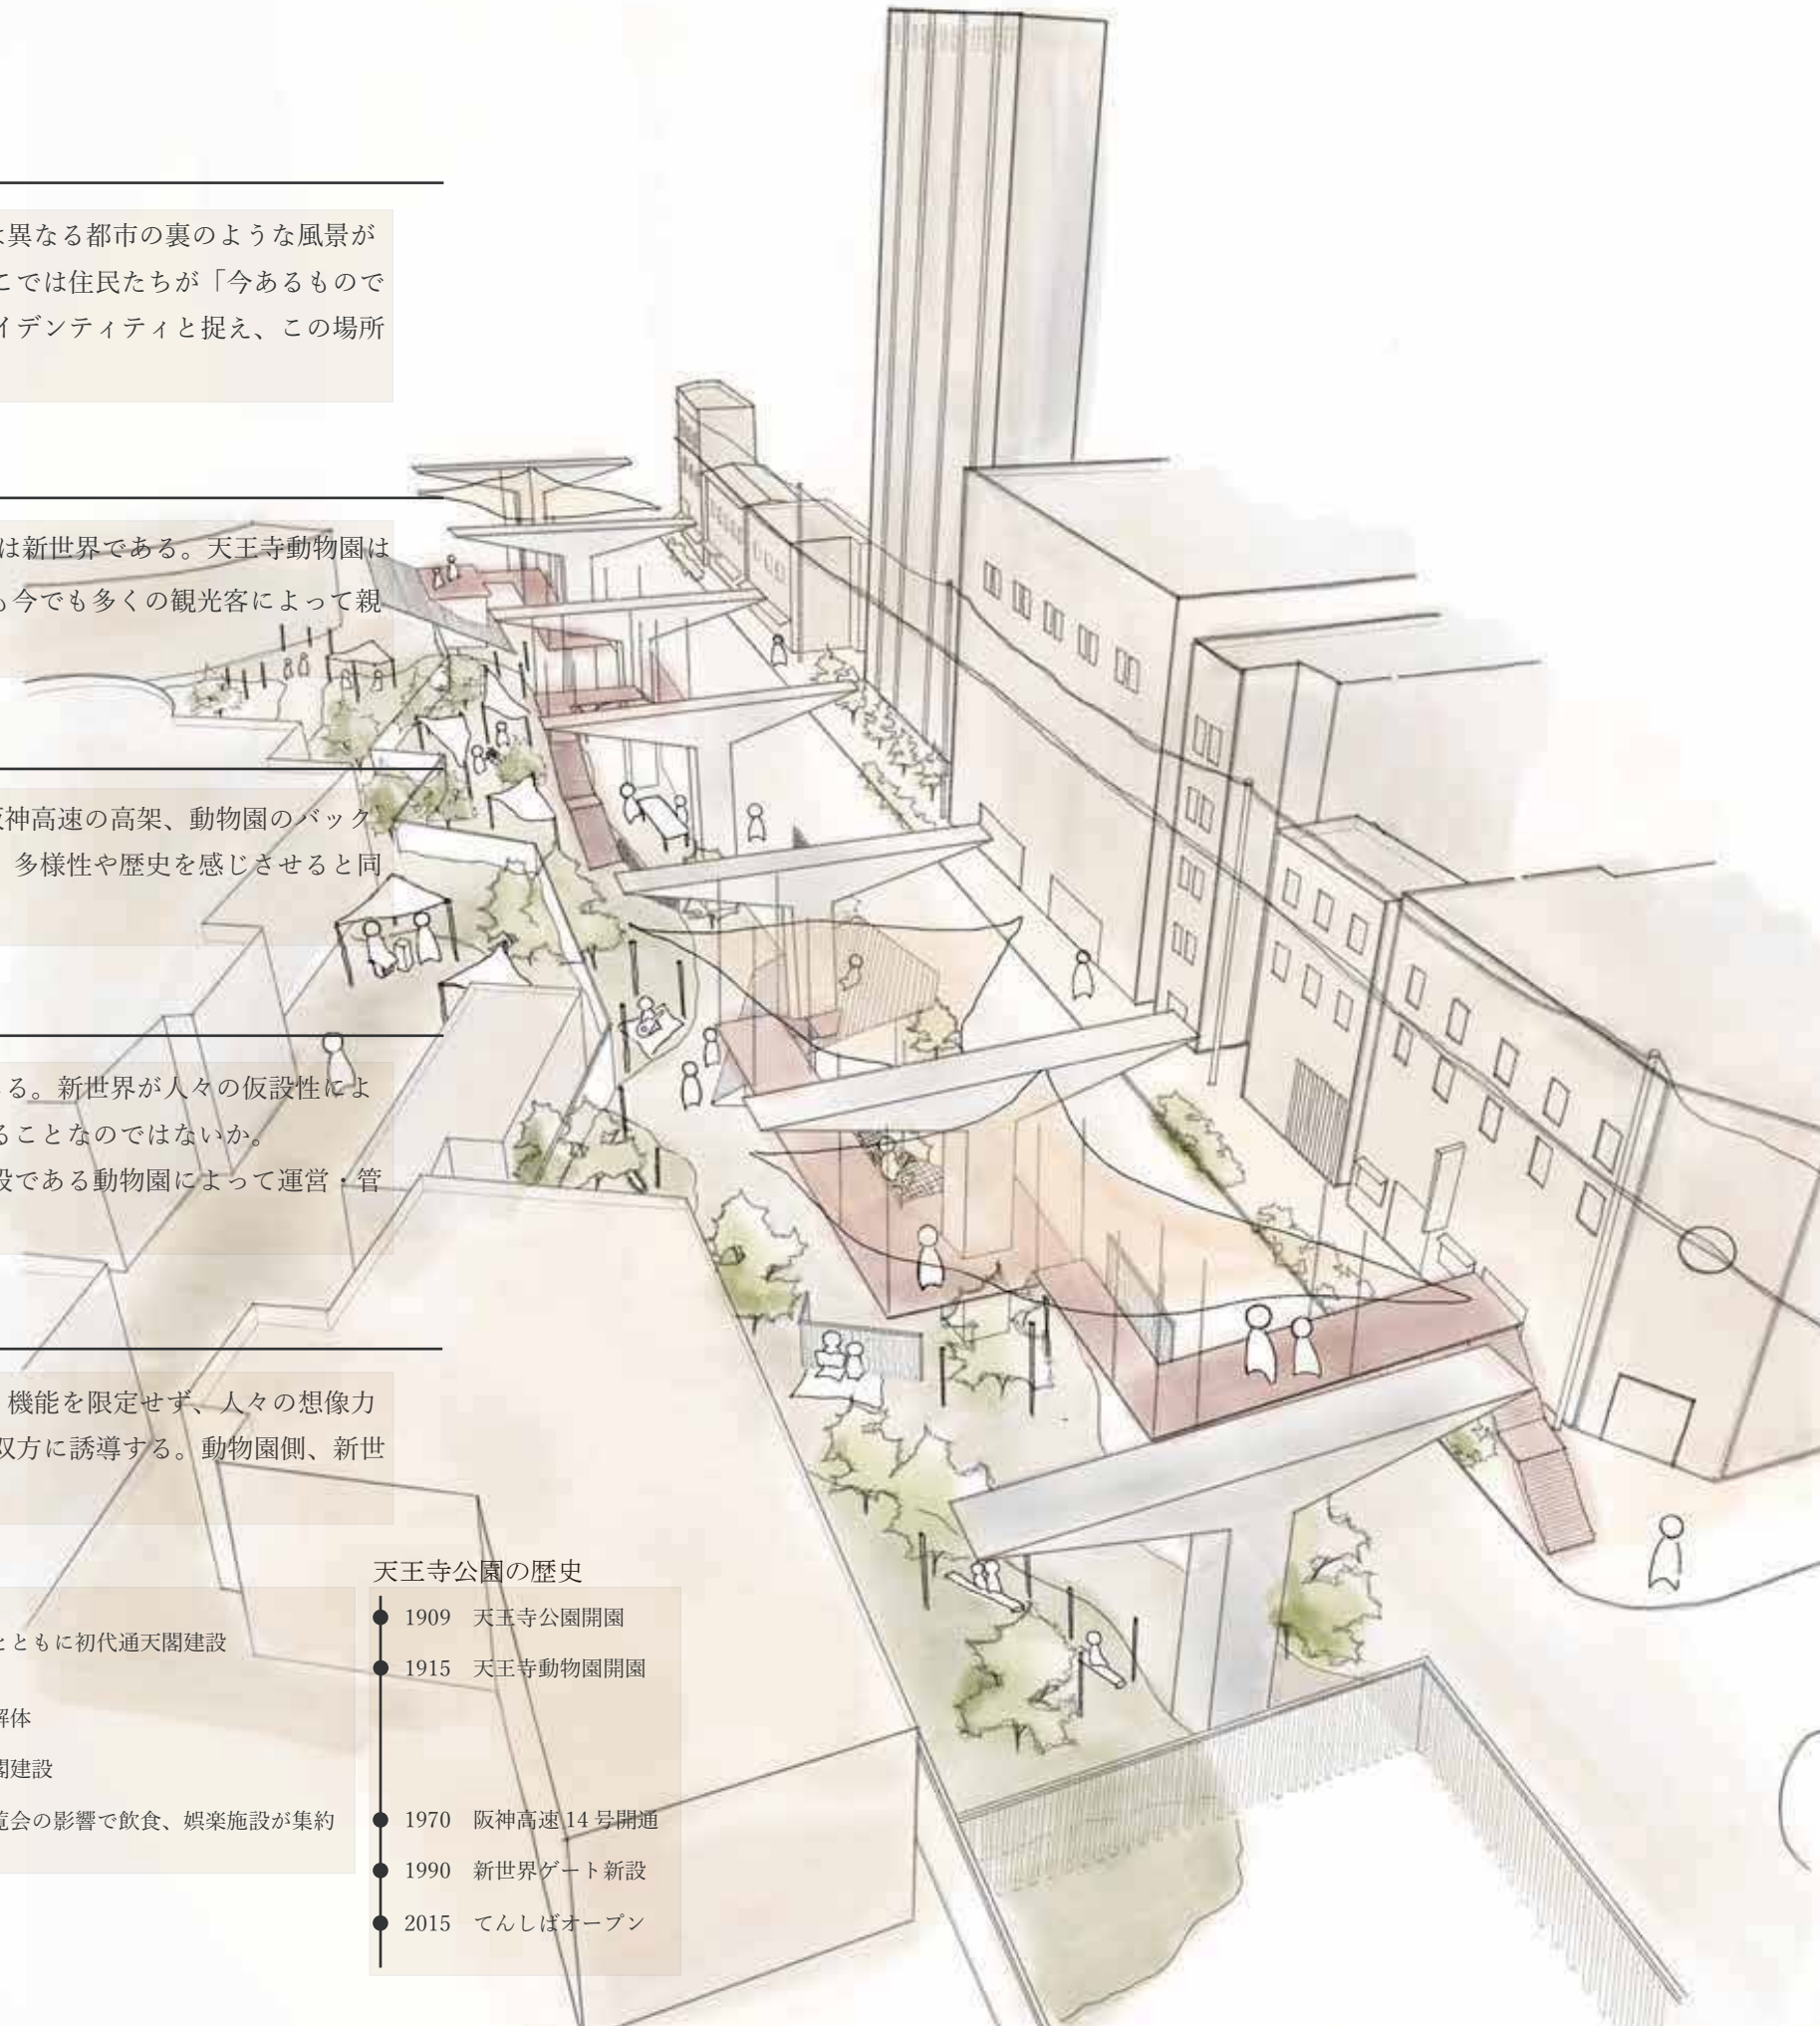 は異なる都市の裏のような風景が
こでは住民たちが「今あるもので
イデンティティと捉え、この場所
は新世界である。天王寺動物園は
も今でも多くの観光客によって親
阪神高速の高架、動物園のバック
多様性や歴史を感じさせると同
る。新世界が人々の仮設性によ
ることなのではないか。
設である動物園によって運営・管
機能を限定せず、人々の想像力
双方に誘導する。動物園側、新世
とともに初代通天閣建設
解体
閣建設
覧会の影響で飲食、娯楽施設が集約
天王寺公園の歴史
1909 天王寺公園開園
1915 天王寺動物園開園
1970 阪神高速 14 号開通
1990 新世界ゲート新設
2015 てんしばオープン